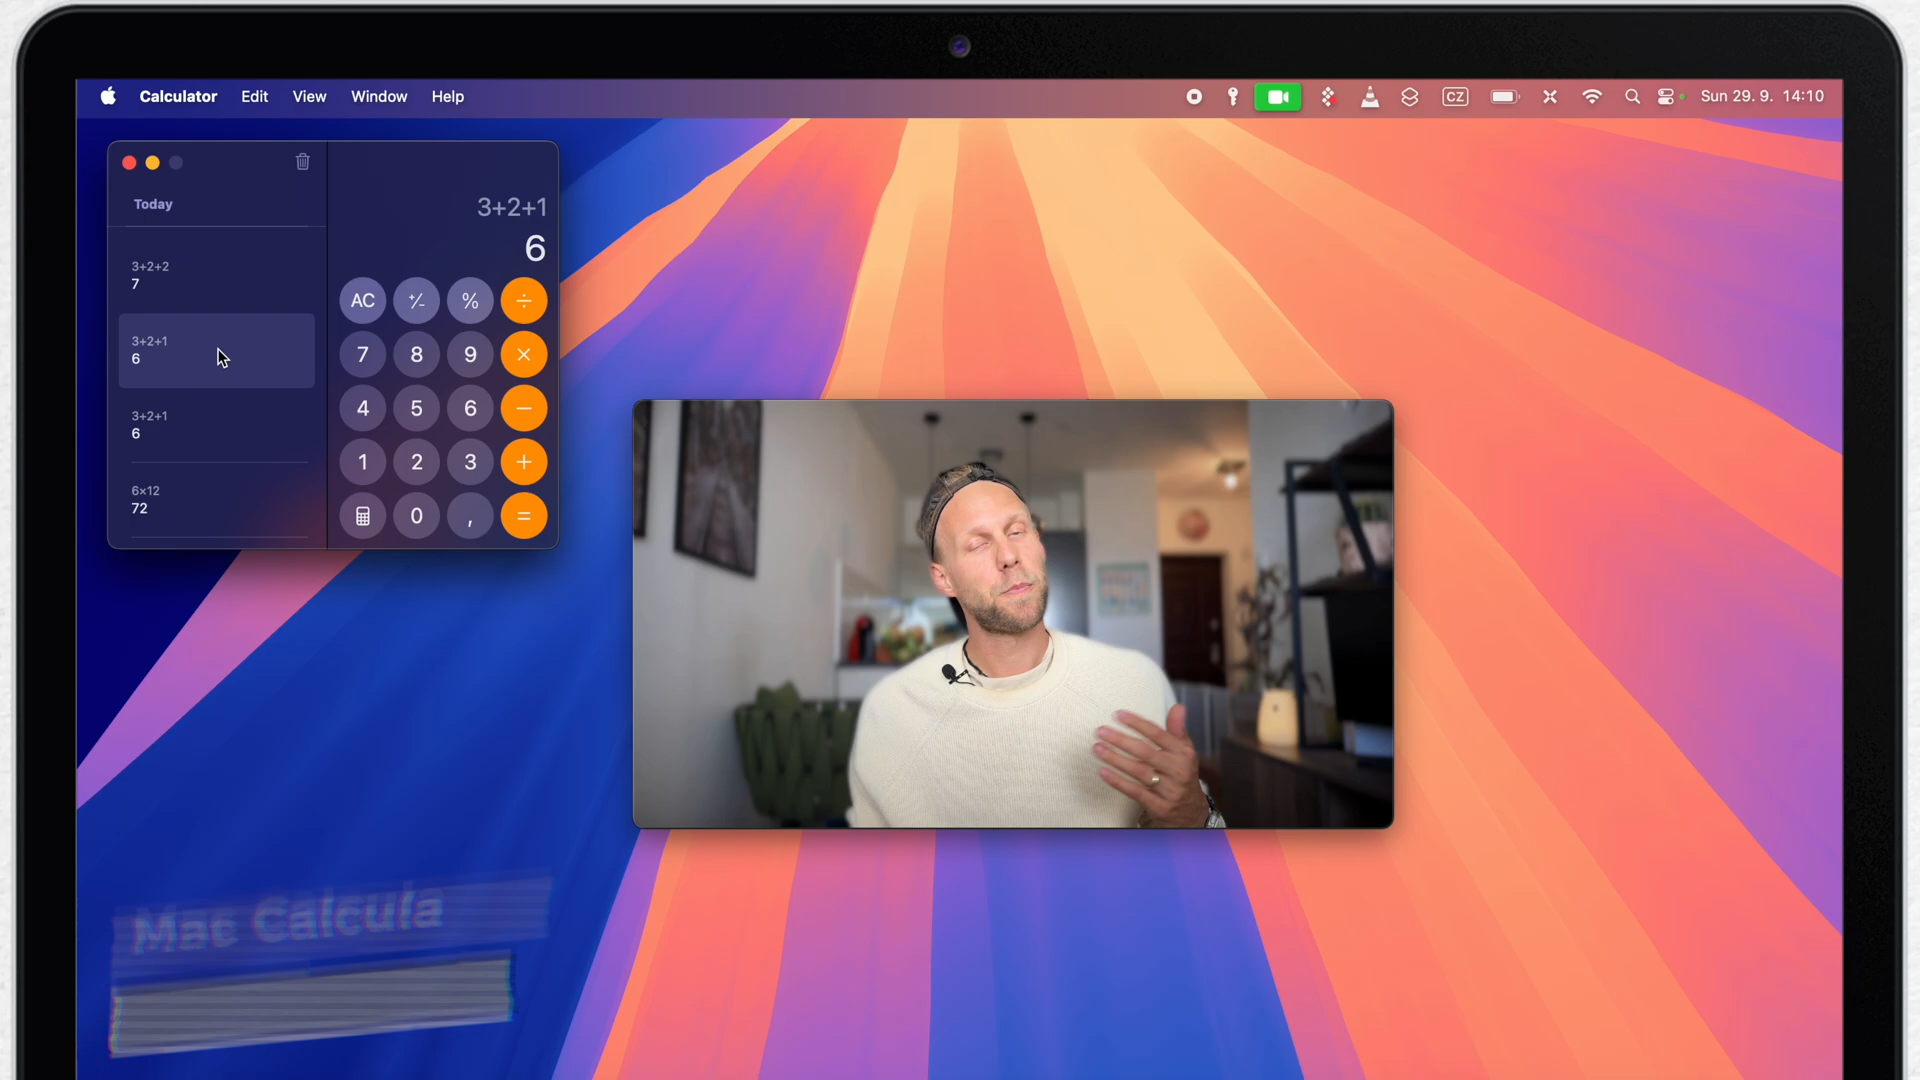 Calculator Edit View Window Help
CZ
Sun 29. 9. 14:10
Today
3+2+2
7
3+2+1
6
3+2+1
6
6×12
72
3+2+1
6
AC +/- % ÷
7 8 9 ×
4 5 6 −
1 2 3 +
0 , =
Mac Calcula